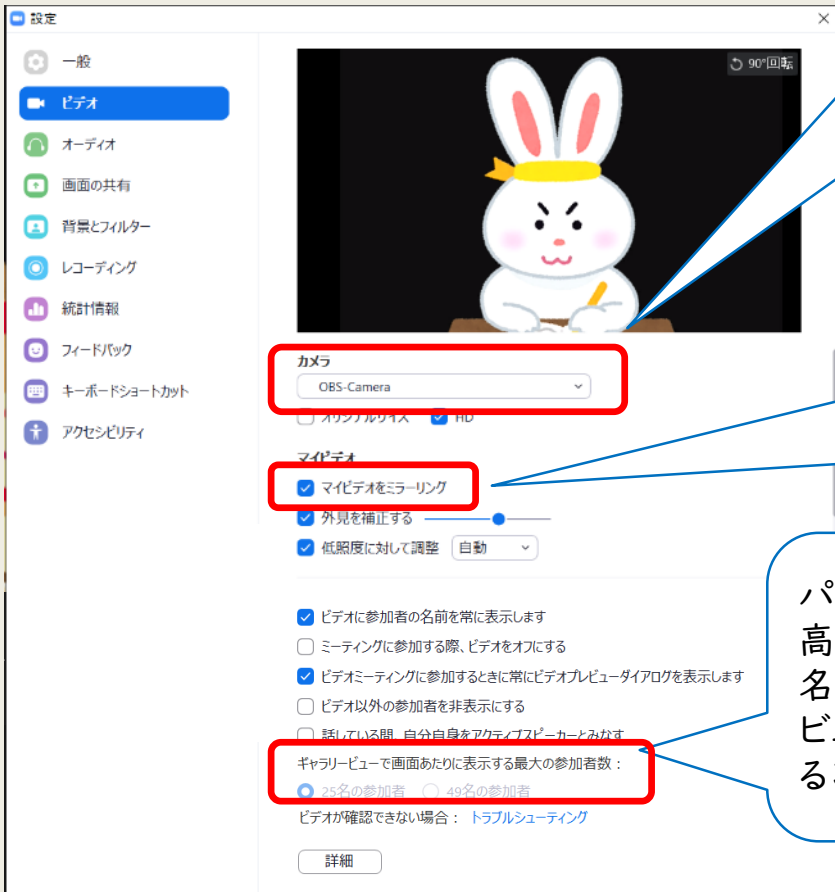 設定
一般
ビデオ
オーディオ
画面の共有
背景とフィルター
レコーディング
統計情報
フィードバック
キーボードショートカット
アクセシビリティ
90°回転
カメラ
OBS-Camera
オリジナルサイズ HD
マイビデオ
マイビデオをミラーリング
外見を補正する
低照度に対して調整 自動
ビデオに参加者の名前を常に表示します
ミーティングに参加する際、ビデオをオフにする
ビデオミーティングに参加するときに常にビデオプレビューダイアログを表示します
ビデオ以外の参加者を非表示にする
話している間、自分自身をアクティブスピーカーとみなす
ギャラリービューで画面あたりに表示する最大の参加者数：
25名の参加者 49名の参加者
ビデオが確認できない場合： トラブルシューティング
詳細
パ
高
名
ビ
る